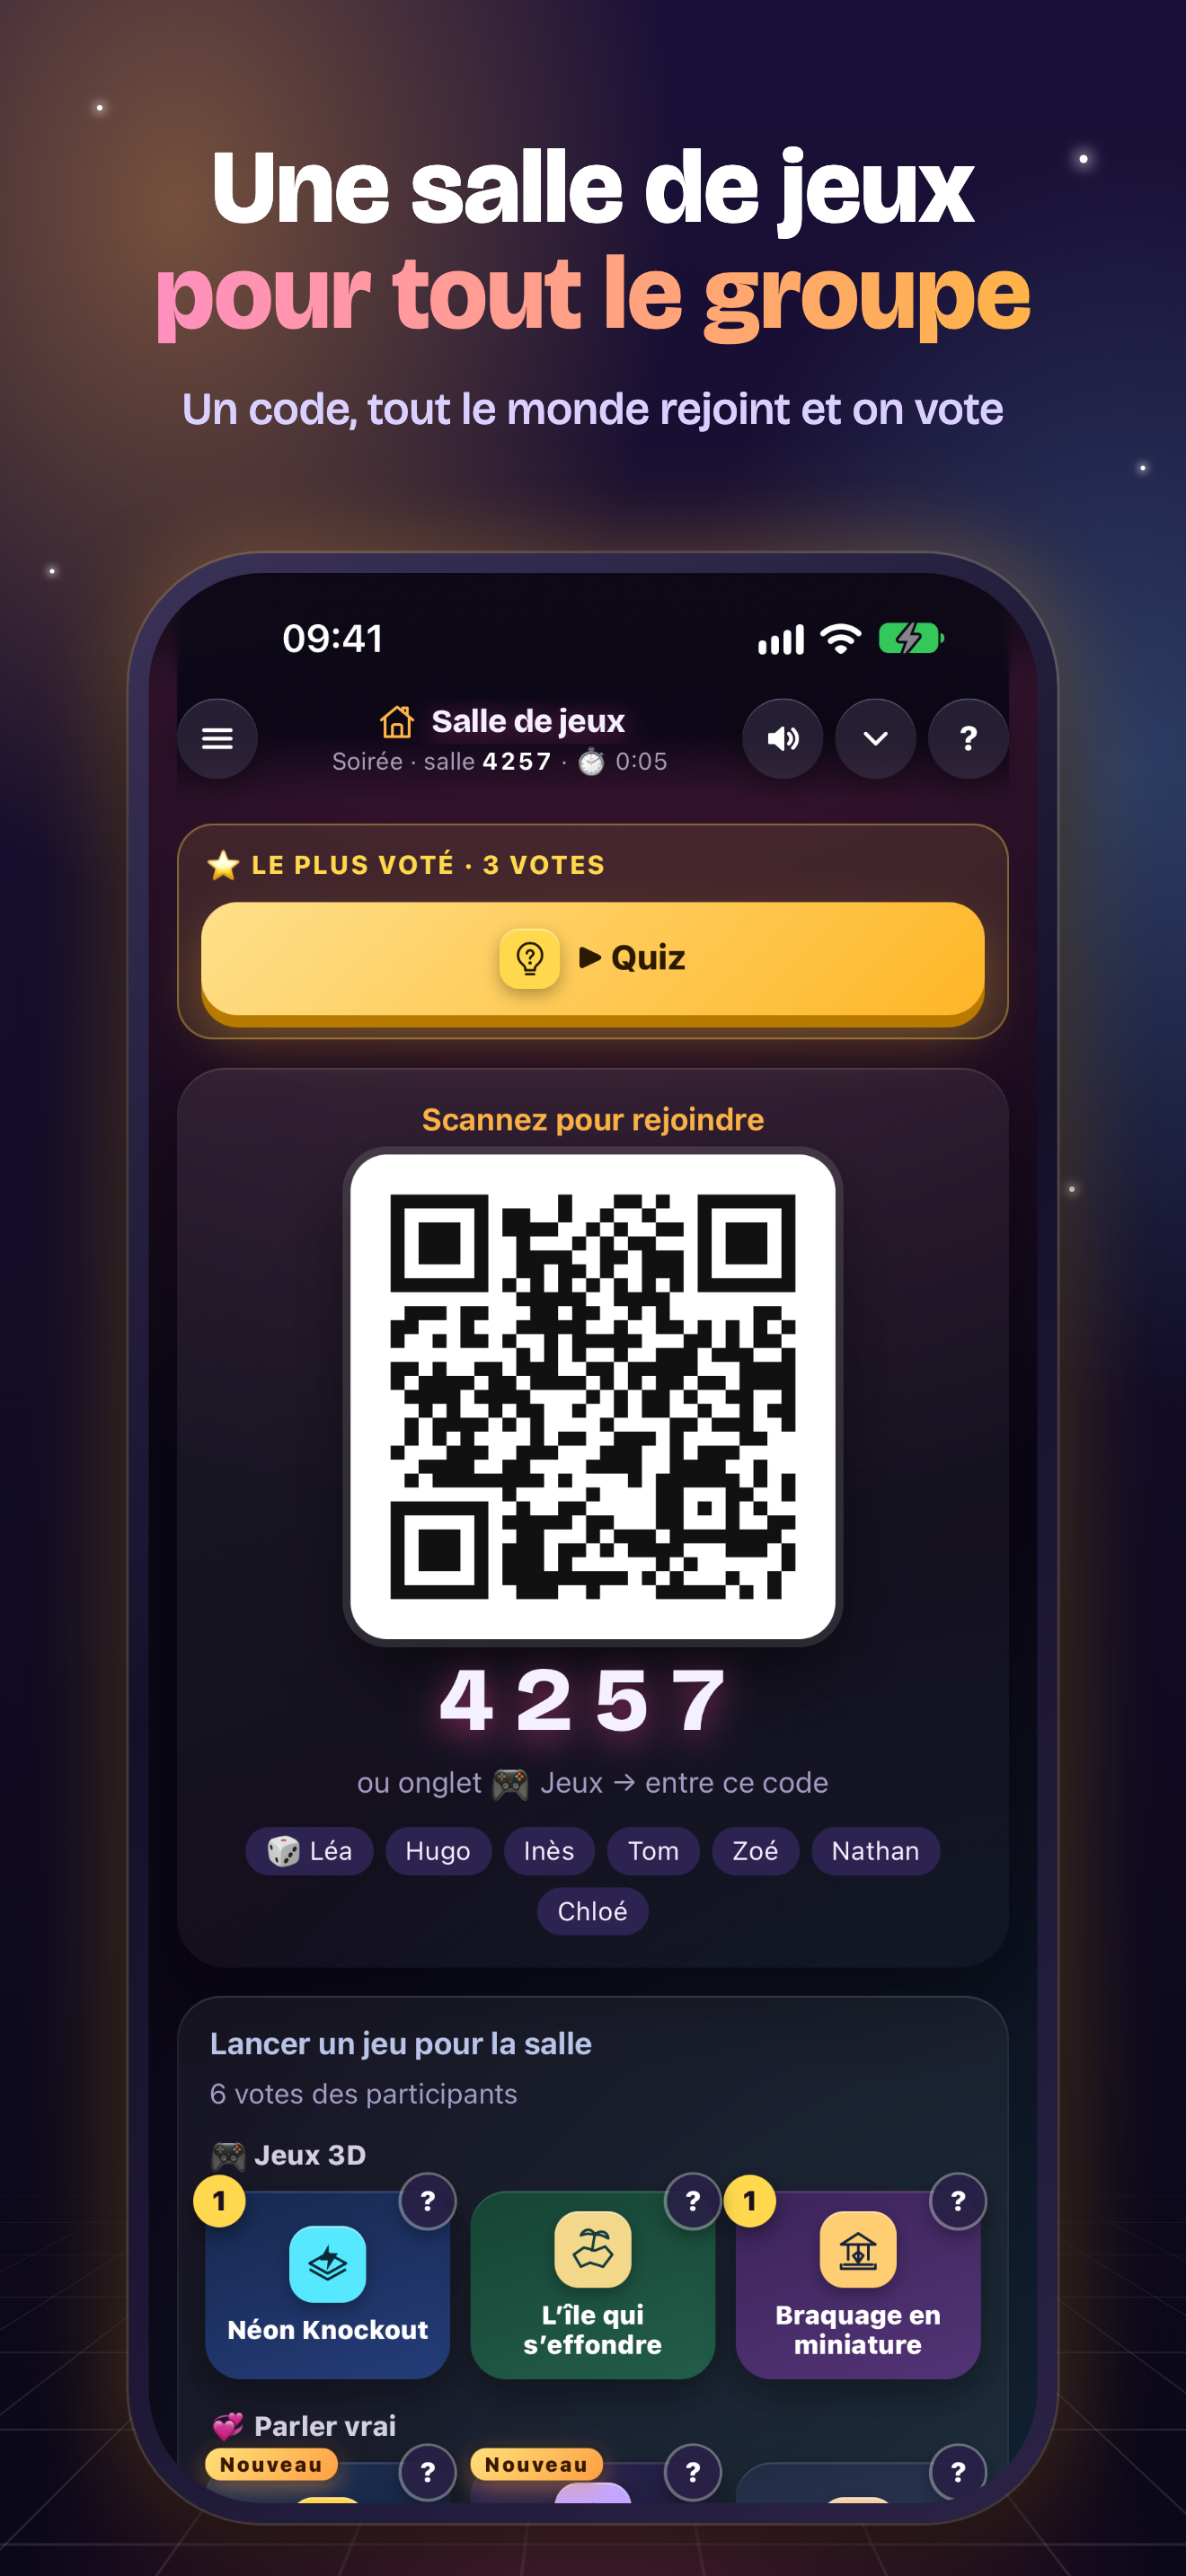 Une salle de jeux
pour tout le groupe
Un code, tout le monde rejoint et on vote
09:41
Salle de jeux
Soirée · salle 4257 · ⏱️ 0:05
?
⭐ LE PLUS VOTÉ · 3 VOTES
▶ Quiz
Scannez pour rejoindre
4257
ou onglet 🎮 Jeux → entre ce code
🎲 Léa
Hugo
Inès
Tom
Zoé
Nathan
Chloé
Lancer un jeu pour la salle
6 votes des participants
🎮 Jeux 3D
1
?
?
1
?
Néon Knockout
L’île qui
s’effondre
Braquage en
miniature
💞 Parler vrai
Nouveau
?
Nouveau
?
?